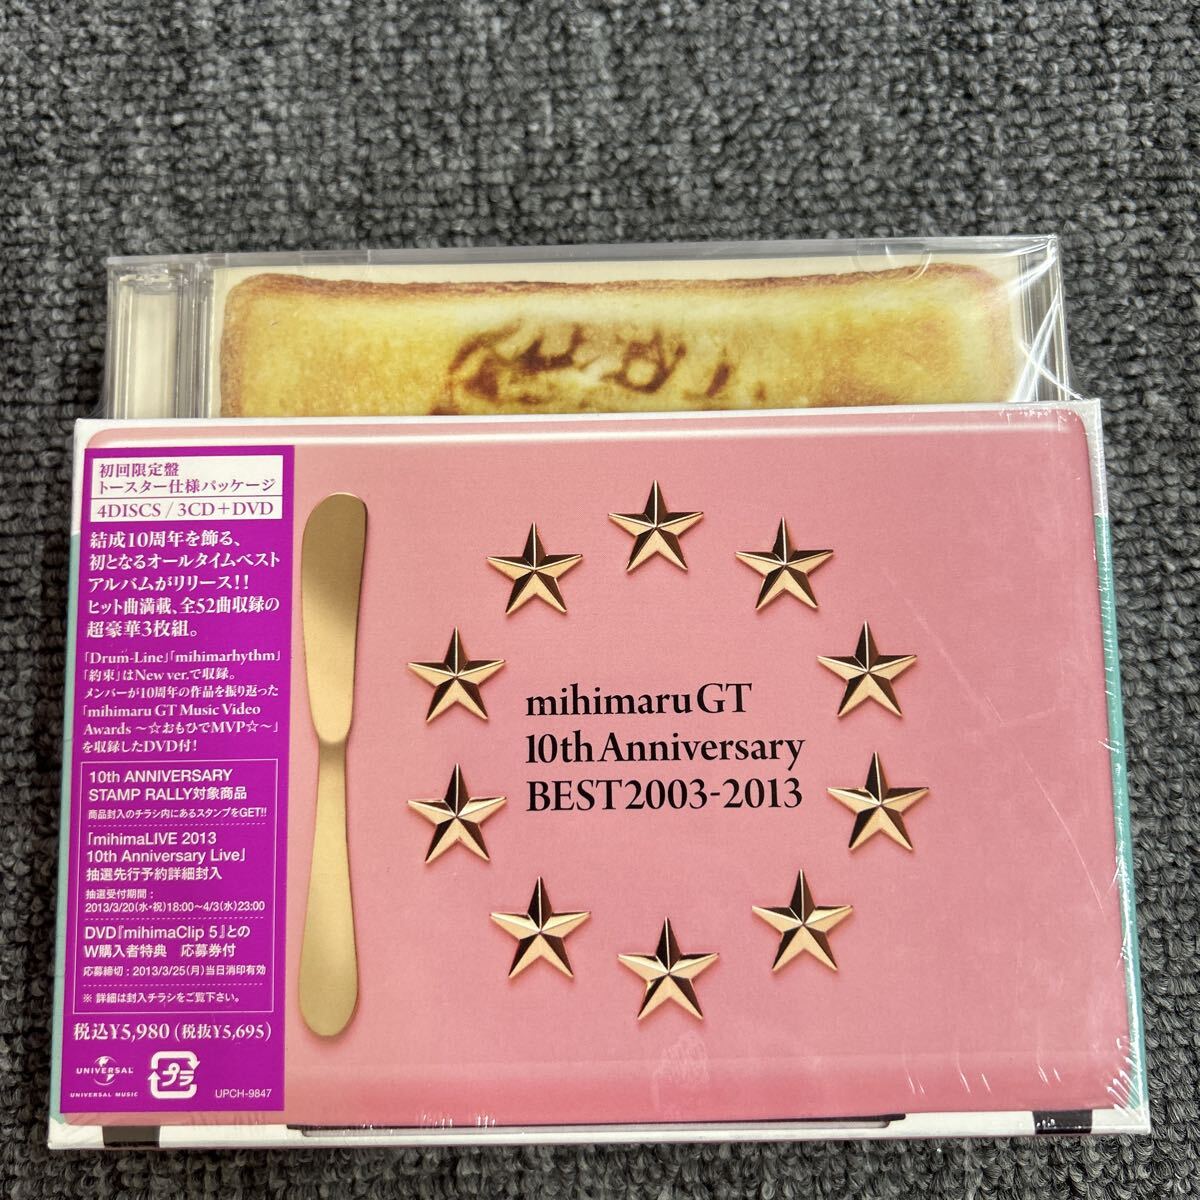 初回限定盤
トースター仕様パッケージ
4DISCS / 3CD+DVD
結成10周年を飾る、
初となるオールタイムベスト
アルバムがリリース!!
ヒット曲満載、全52曲収録の
超豪華3枚組。
「Drum-Line」「mihimarhythm」
「約束」はNew ver.で収録。
メンバーが10周年の作品を振り返った
「mihimaru GT Music Video
Awards ～☆おもひでMVP☆～」
を収録したDVD付!
10th ANNIVERSARY
STAMP RALLY対象商品
商品封入のチラシ内にあるスタンプをGET!!
「mihimaLIVE 2013
10th Anniversary Live」
抽選先行予約詳細封入
抽選受付期間：
2013/3/20(水・祝)18:00～4/3(水)23:00
DVD『mihimaClip 5』との
W購入者特典 応募券付
応募締切：2013/3/25(月)当日消印有効
※ 詳細は封入チラシをご覧下さい。
税込¥5,980 (税抜¥5,695)
UNIVERSAL
UNIVERSAL MUSIC
プラ
UPCH-9847
mihimaru GT
10th Anniversary
BEST2003-2013